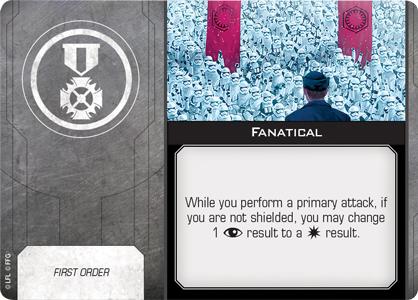 FANATICAL
While you perform a primary attack, if
you are not shielded, you may change
1 result to a result.
FIRST ORDER
©LFL ©FFG